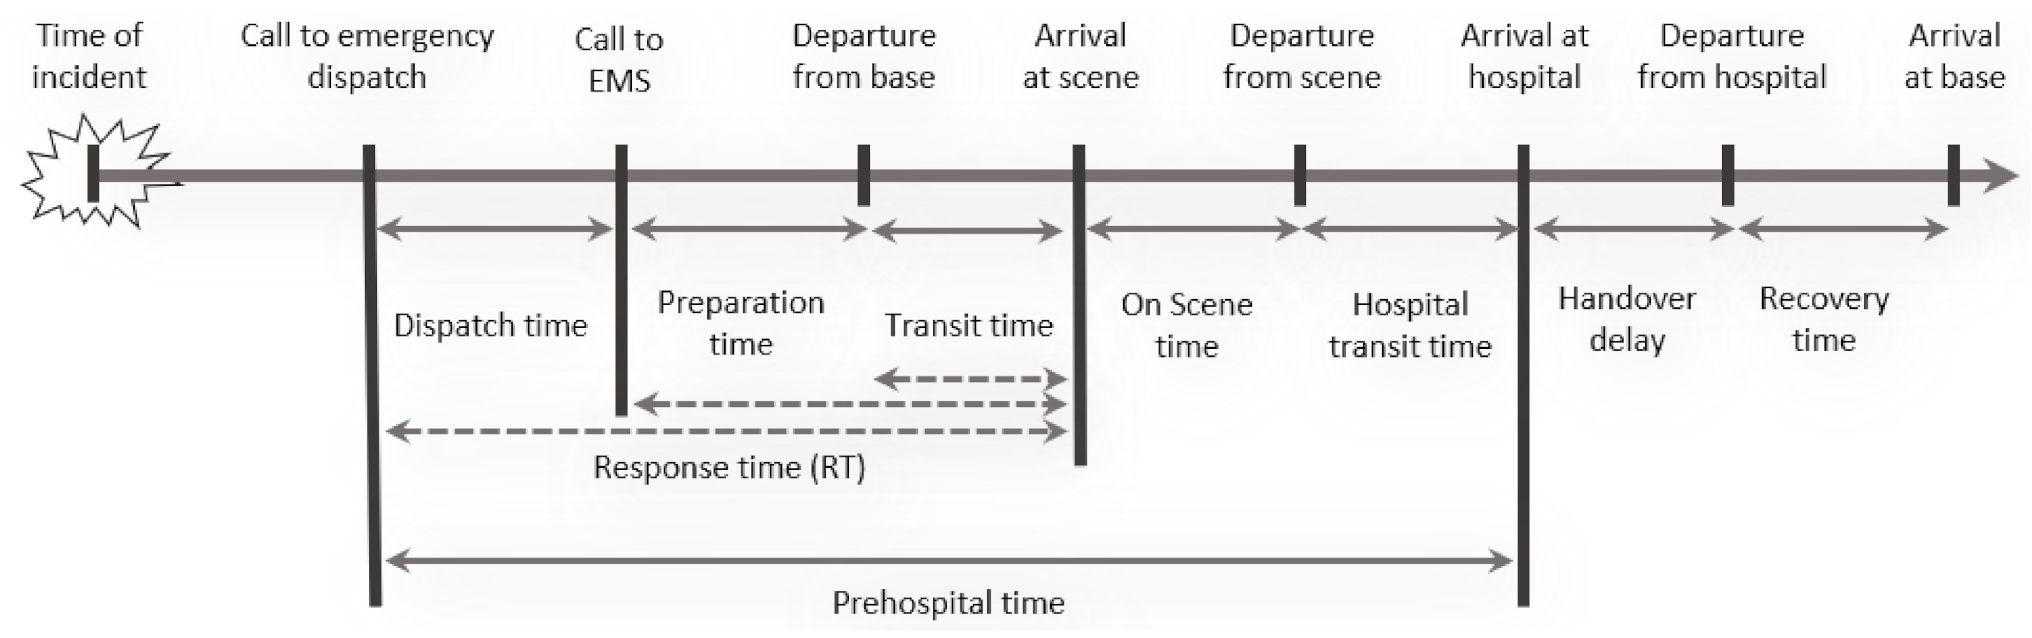 Time of
incident
Call to emergency
dispatch
Call to
EMS
Departure
from base
Arrival
at scene
Departure
from scene
Arrival at
hospital
Departure
from hospital
Arrival
at base
Dispatch time
Preparation
time
Transit time
On Scene
time
Hospital
transit time
Handover
delay
Recovery
time
Response time (RT)
Prehospital time